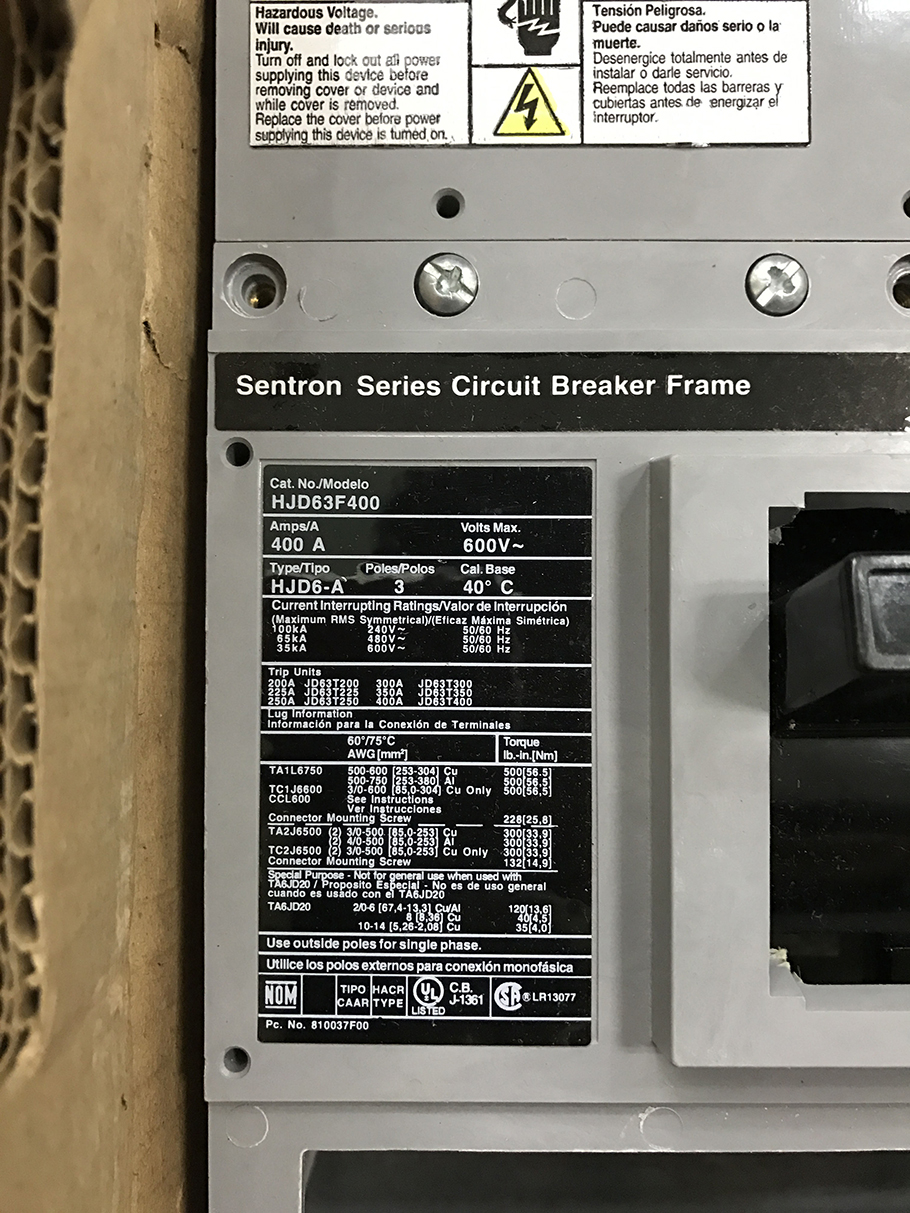 Hazardous Voltage.
Will cause death or serious
injury.
Turn off and lock out all power
supplying this device before
removing cover or device and
while cover is removed.
Replace the cover before power
supplying this device is turned on.
Tensión Peligrosa.
Puede causar daños serio o la
muerte.
Desenergice totalmente antes de
instalar o darle servicio.
Reemplace todas las barreras y
cubiertas antes de energizar el
interruptor.
Sentron Series Circuit Breaker Frame
Cat. No./Modelo
HJD63F400
Amps/A Volts Max.
400 A 600V~
Type/Tipo Poles/Polos Cal. Base
HJD6-A 3 40° C
Current Interrupting Ratings/Valor de Interrupción
(Maximum RMS Symmetrical)/(Eficaz Máxima Simétrica)
100kA 240V~ 50/60 Hz
65kA 480V~ 50/60 Hz
35kA 600V~ 50/60 Hz
Trip Units
200A JD63T200 300A JD63T300
225A JD63T225 350A JD63T350
250A JD63T250 400A JD63T400
Lug Information
Información para la Conexión de Terminales
60°/75°C Torque
AWG[mm²] lb.-in.[Nm]
TA1L6750 500-600 [253-304] Cu 500[56,5]
500-750 [253-380] Al 500[56,5]
TC1J6600 3/0-600 [85,0-304] Cu Only 500[56,5]
CCL600 See Instructions
Ver Instrucciones
Connector Mounting Screw 228[25,8]
TA2J6500 (2) 3/0-500 [85,0-253] Cu 300[33,9]
(2) 4/0-500 [85,0-253] Al 300[33,9]
TC2J6500 (2) 3/0-500 [85,0-253] Cu Only 300[33,9]
Connector Mounting Screw 132[14,9]
Special Purpose - Not for general use when used with
TA6JD20 / Proposito Especial - No es de uso general
cuando es usado con el TA6JD20
TA6JD20 2/0-6 [67,4-13,3] Cu/Al 120[13,6]
8 [8,36] Cu 40[4,5]
10-14 [5,26-2,08] Cu 35[4,0]
Use outside poles for single phase.
Utilice los polos externos para conexión monofásica
NOM TIPO CAAR HACR TYPE UL LISTED C.B. J-1361 SA ® LR13077
Pc. No. 810037F00